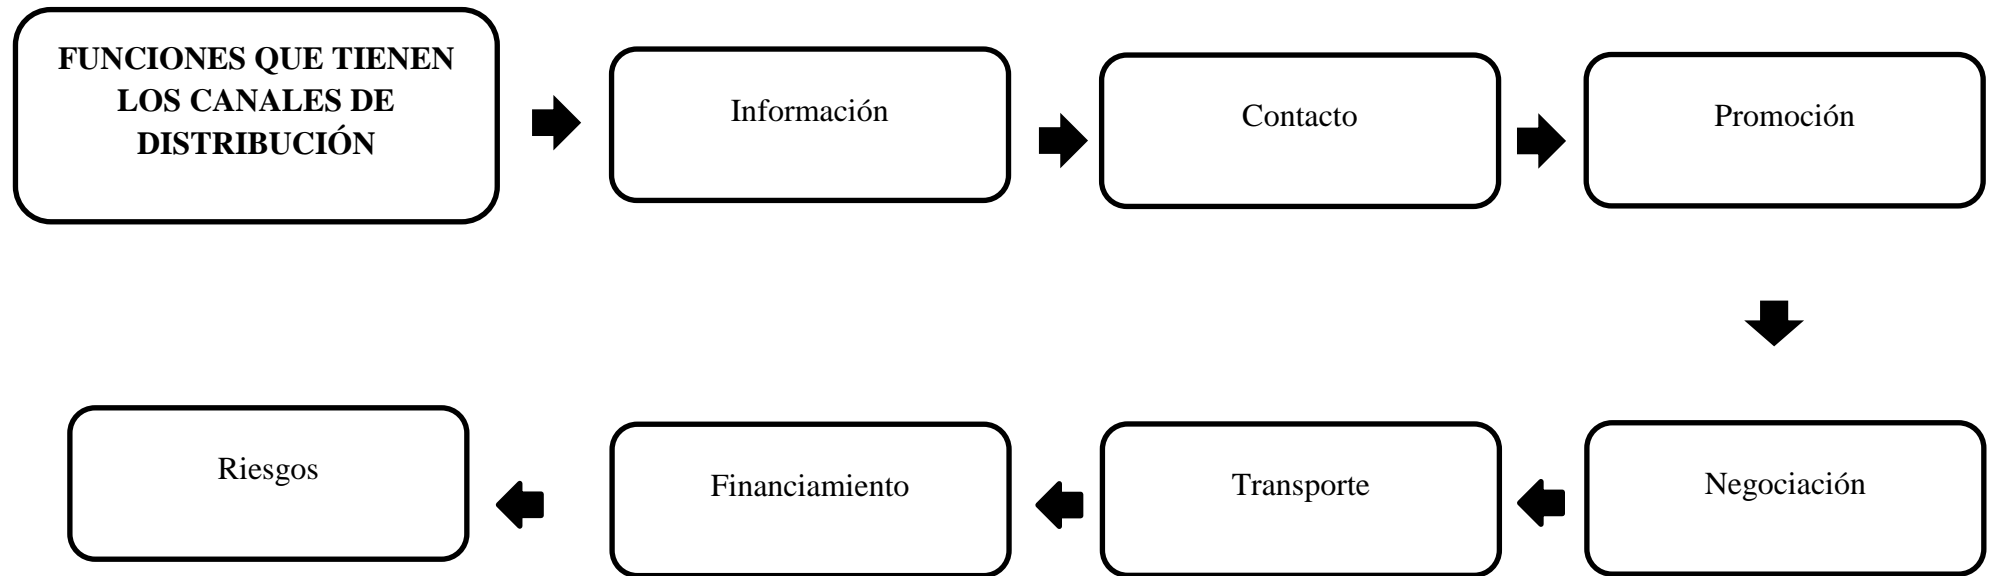 FUNCIONES QUE TIENEN
LOS CANALES DE
DISTRIBUCIÓN
Información
Contacto
Promoción
Negociación
Transporte
Financiamiento
Riesgos